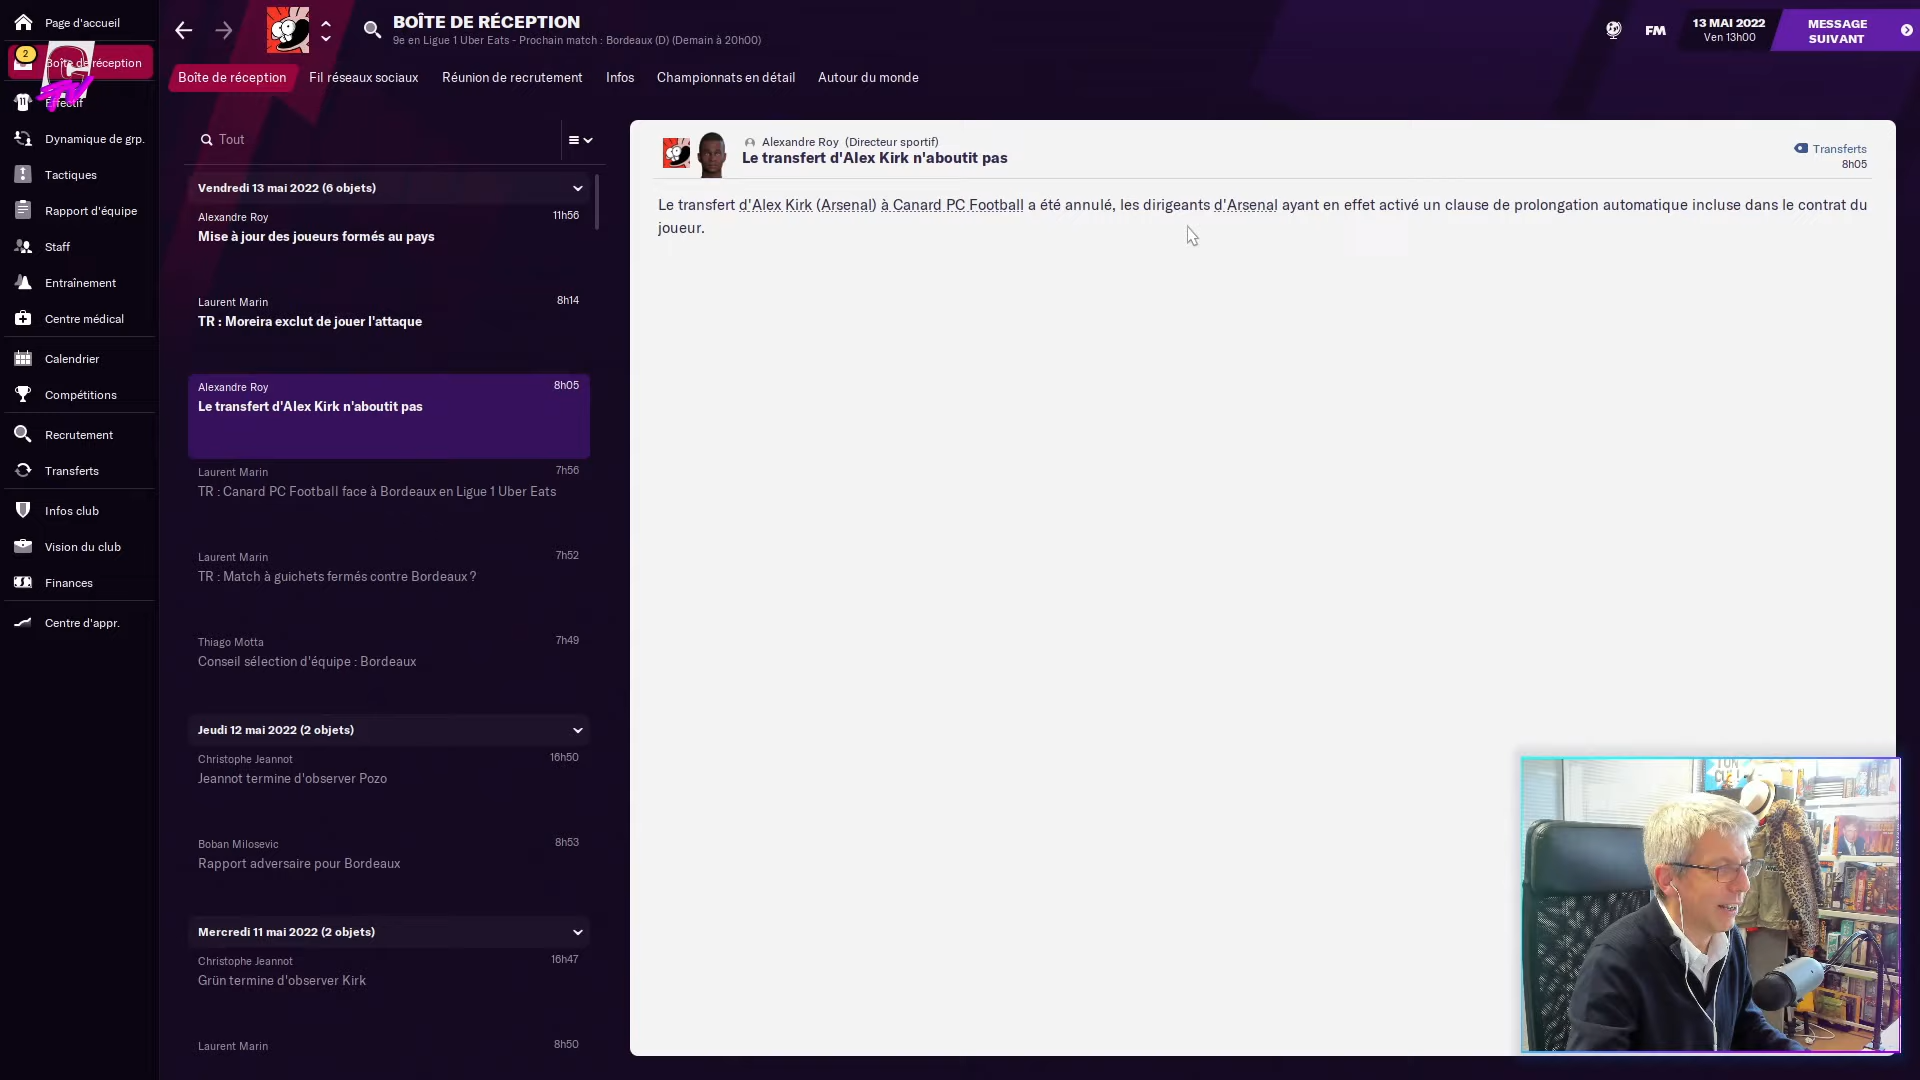 Page d'accueil
2
Boîte de réception
Effectif
Dynamique de grp.
Tactiques
Rapport d'équipe
Staff
Entraînement
Centre médical
Calendrier
Compétitions
Recrutement
Transferts
Infos club
Vision du club
Finances
Centre d'appr.
TV
BOÎTE DE RÉCEPTION
9e en Ligue 1 Uber Eats - Prochain match : Bordeaux (D) (Demain à 20h00)
FM
13 MAI 2022
Ven 13h00
MESSAGE
SUIVANT
Boîte de réception Fil réseaux sociaux Réunion de recrutement Infos Championnats en détail Autour du monde
Tout
Vendredi 13 mai 2022 (6 objets)
Alexandre Roy 11h56
Mise à jour des joueurs formés au pays
Laurent Marin 8h14
TR : Moreira exclut de jouer l'attaque
Alexandre Roy 8h05
Le transfert d'Alex Kirk n'aboutit pas
Laurent Marin 7h56
TR : Canard PC Football face à Bordeaux en Ligue 1 Uber Eats
Laurent Marin 7h52
TR : Match à guichets fermés contre Bordeaux ?
Thiago Motta 7h49
Conseil sélection d'équipe : Bordeaux
Jeudi 12 mai 2022 (2 objets)
Christophe Jeannot 16h50
Jeannot termine d'observer Pozo
Boban Milosevic 8h53
Rapport adversaire pour Bordeaux
Mercredi 11 mai 2022 (2 objets)
Christophe Jeannot 16h47
Grün termine d'observer Kirk
Laurent Marin 8h50
Alexandre Roy (Directeur sportif)
Le transfert d'Alex Kirk n'aboutit pas
Transferts
8h05
Le transfert d'Alex Kirk (Arsenal) à Canard PC Football a été annulé, les dirigeants d'Arsenal ayant en effet activé un clause de prolongation automatique incluse dans le contrat du
joueur.